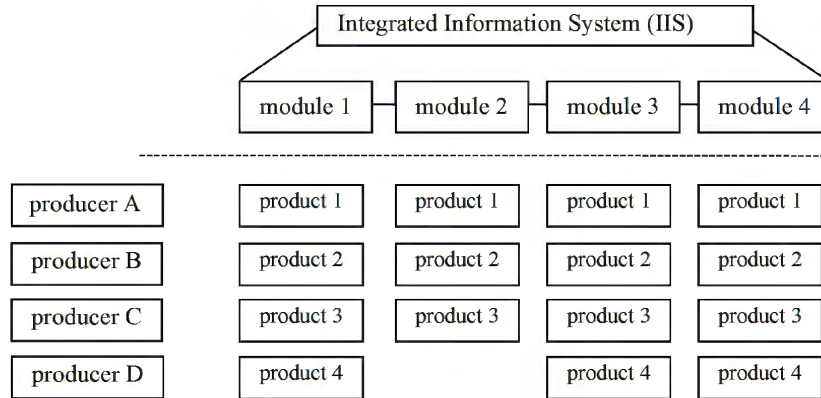 Integrated Information System (IIS)
module 1 module 2 module 3 module 4
producer A product 1 product 1 product 1 product 1
producer B product 2 product 2 product 2 product 2
producer C product 3 product 3 product 3 product 3
producer D product 4 product 4 product 4